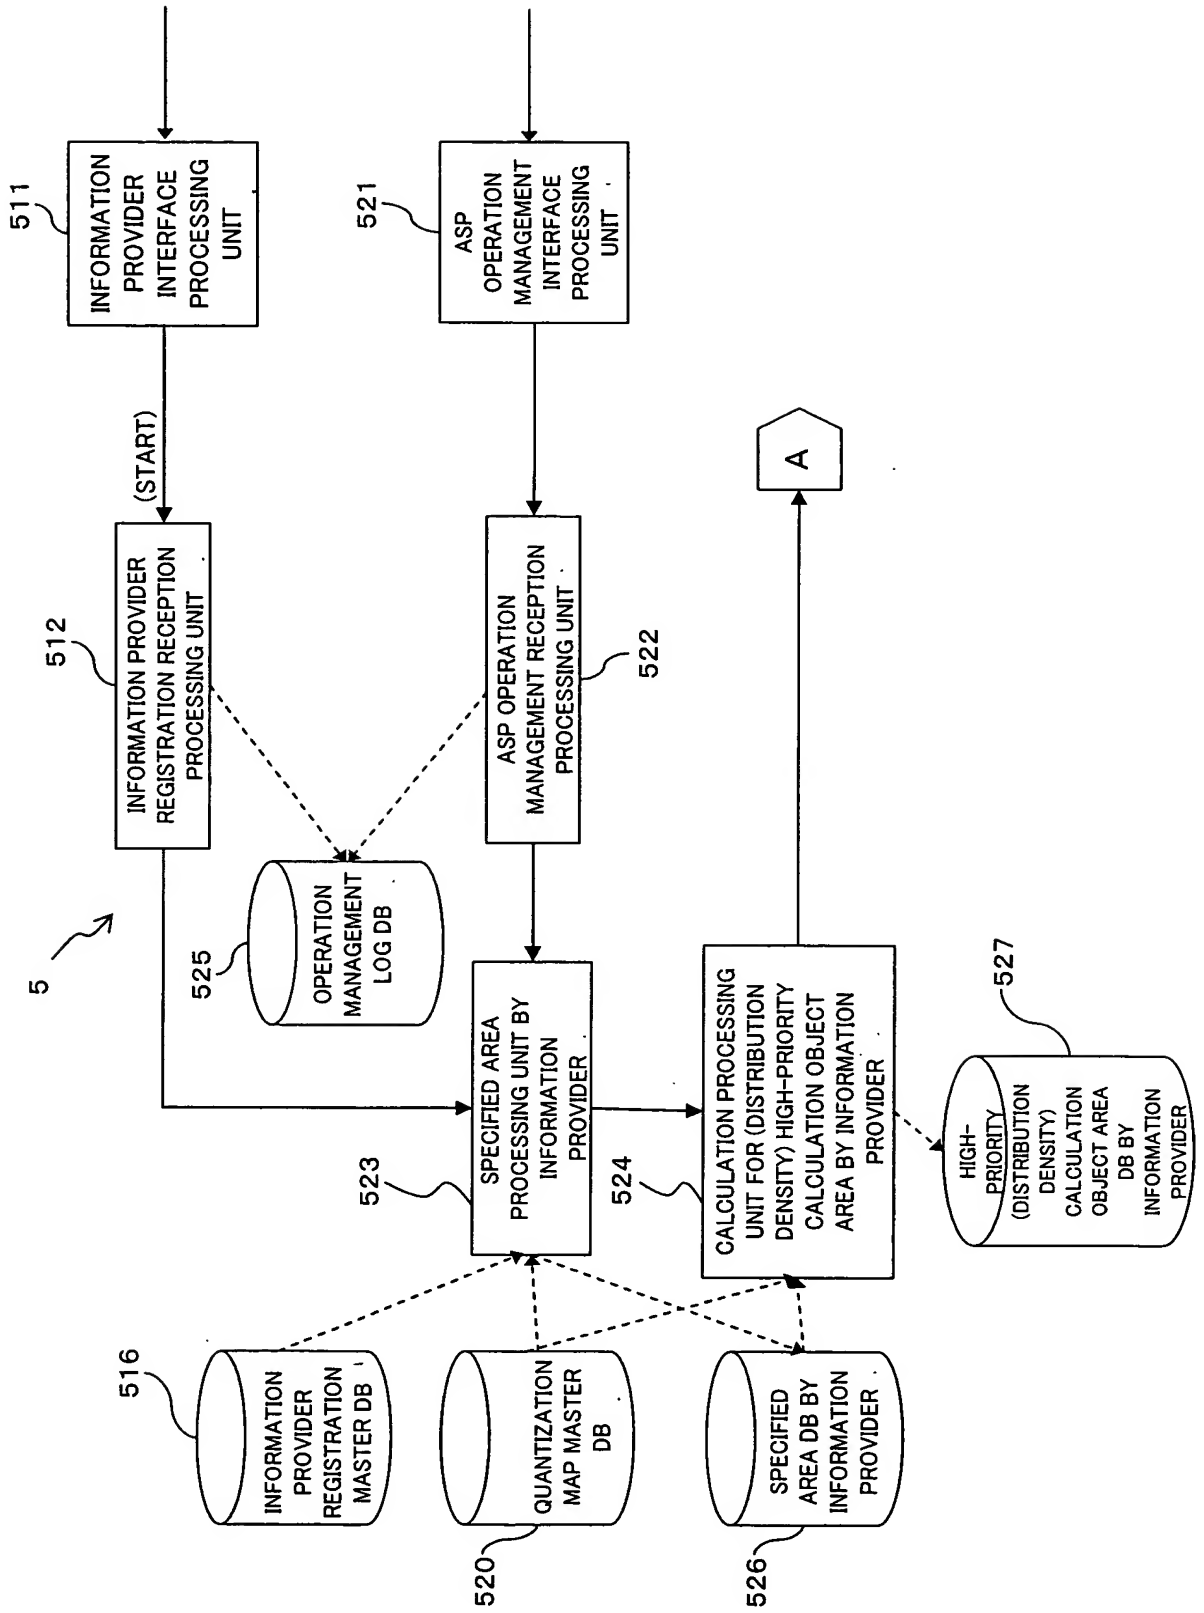 511
INFORMATION
PROVIDER
INTERFACE
PROCESSING
UNIT
521
ASP
OPERATION
MANAGEMENT
INTERFACE
PROCESSING
UNIT
(START)
512
INFORMATION PROVIDER
REGISTRATION RECEPTION
PROCESSING UNIT
ASP OPERATION
MANAGEMENT RECEPTION
PROCESSING UNIT
522
A
5
525
OPERATION
MANAGEMENT
LOG DB
523
SPECIFIED AREA
PROCESSING UNIT BY
INFORMATION
PROVIDER
524
CALCULATION PROCESSING
UNIT FOR (DISTRIBUTION
DENSITY) HIGH-PRIORITY
CALCULATION OBJECT
AREA BY INFORMATION
PROVIDER
527
HIGH-
PRIORITY
(DISTRIBUTION
DENSITY)
CALCULATION
OBJECT AREA
DB BY
INFORMATION
PROVIDER
516
INFORMATION
PROVIDER
REGISTRATION
MASTER DB
520
QUANTIZATION
MAP MASTER
DB
526
SPECIFIED
AREA DB BY
INFORMATION
PROVIDER